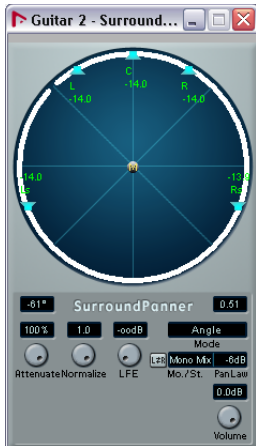 Guitar 2 - Surround...
C
-14.0
L
-14.0
R
-14.0
14.0
Ls
-13.
Rs
-61°
SurroundPanner
0.51
100%
1.0
-oodB
Angle
Mode
L≠R
Mono Mix
-6dB
Attenuate
Normalize
LFE
Mo./St.
PanLaw
0.0dB
Volume